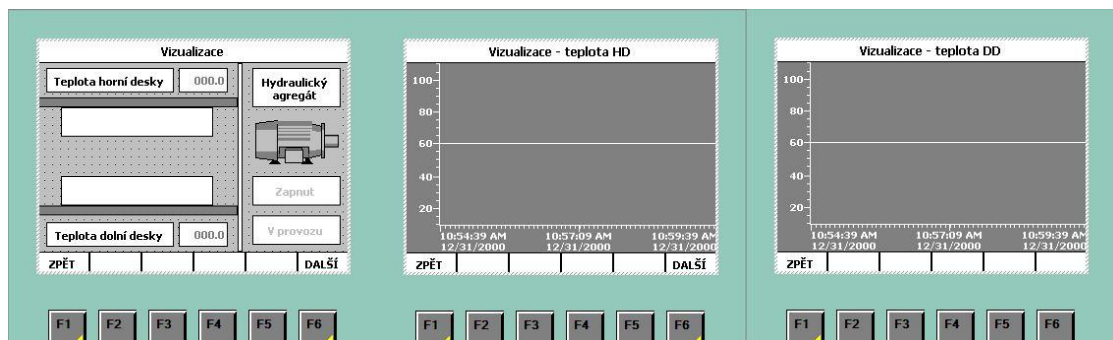 Vizualizace
Teplota horní desky 000.0
Hydraulický
agregát
Zapnut
Teplota dolní desky 000.0
V provozu
ZPĚT DALŠÍ
F1 F2 F3 F4 F5 F6
Vizualizace - teplota HD
100
80
60
40
20
10:54:39 AM 10:57:09 AM 10:59:39 AM
12/31/2000 12/31/2000 12/31/2000
ZPĚT DALŠÍ
F1 F2 F3 F4 F5 F6
Vizualizace - teplota DD
100
80
60
40
20
10:54:39 AM 10:57:09 AM 10:59:39 AM
12/31/2000 12/31/2000 12/31/2000
ZPĚT
F1 F2 F3 F4 F5 F6